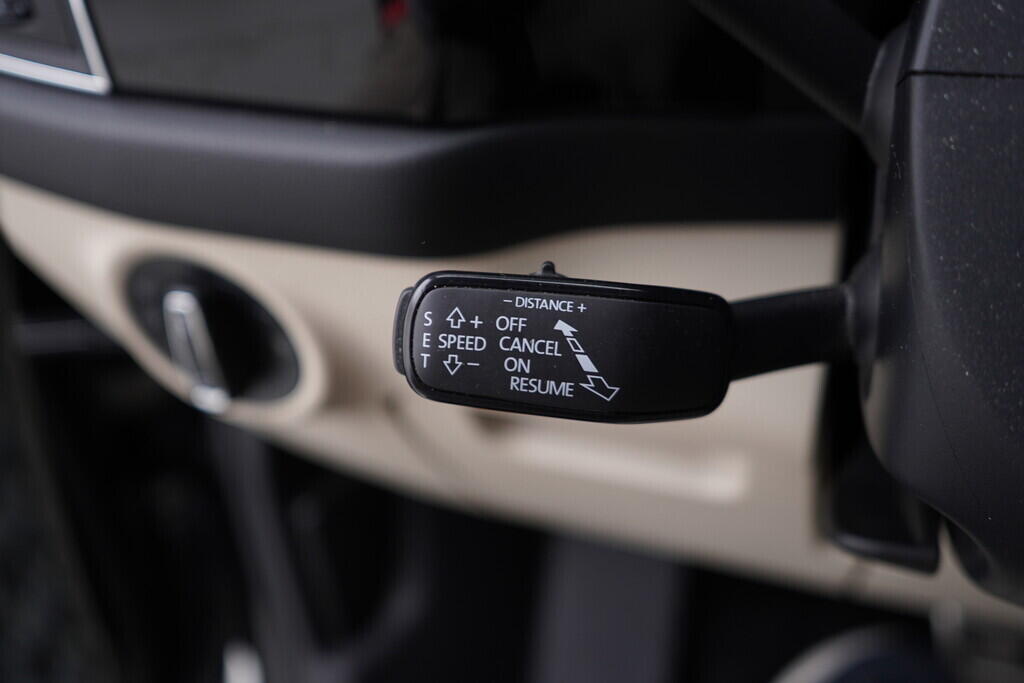 − DISTANCE +
S + OFF
E SPEED CANCEL
T − ON
RESUME